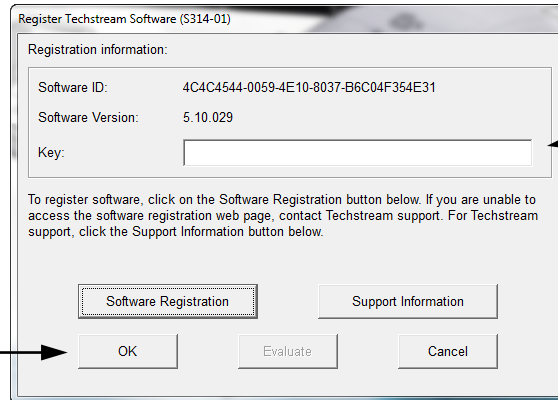 Register Techstream Software (S314-01)
Registration information:
Software ID: 4C4C4544-0059-4E10-8037-B6C04F354E31
Software Version: 5.10.029
Key:
To register software, click on the Software Registration button below. If you are unable to
access the software registration web page, contact Techstream support. For Techstream
support, click the Support Information button below.
Software Registration Support Information
OK Evaluate Cancel